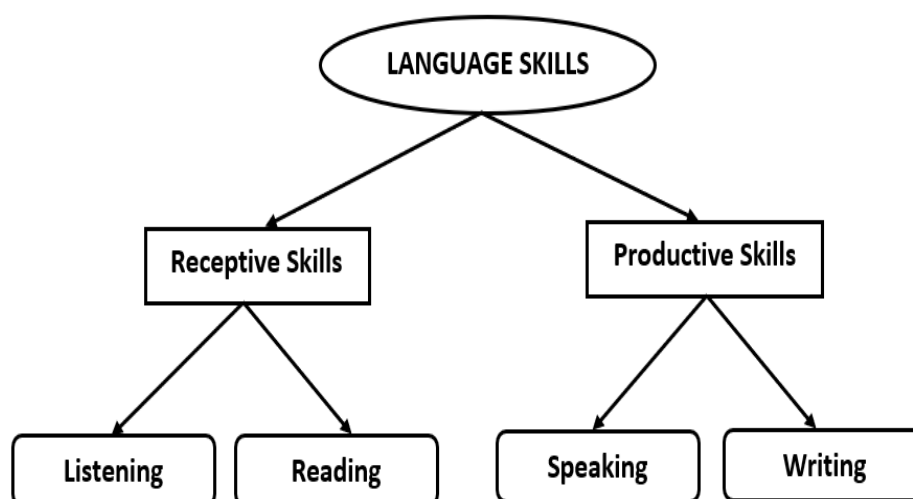 LANGUAGE SKILLS
Receptive Skills
Productive Skills
Listening
Reading
Speaking
Writing